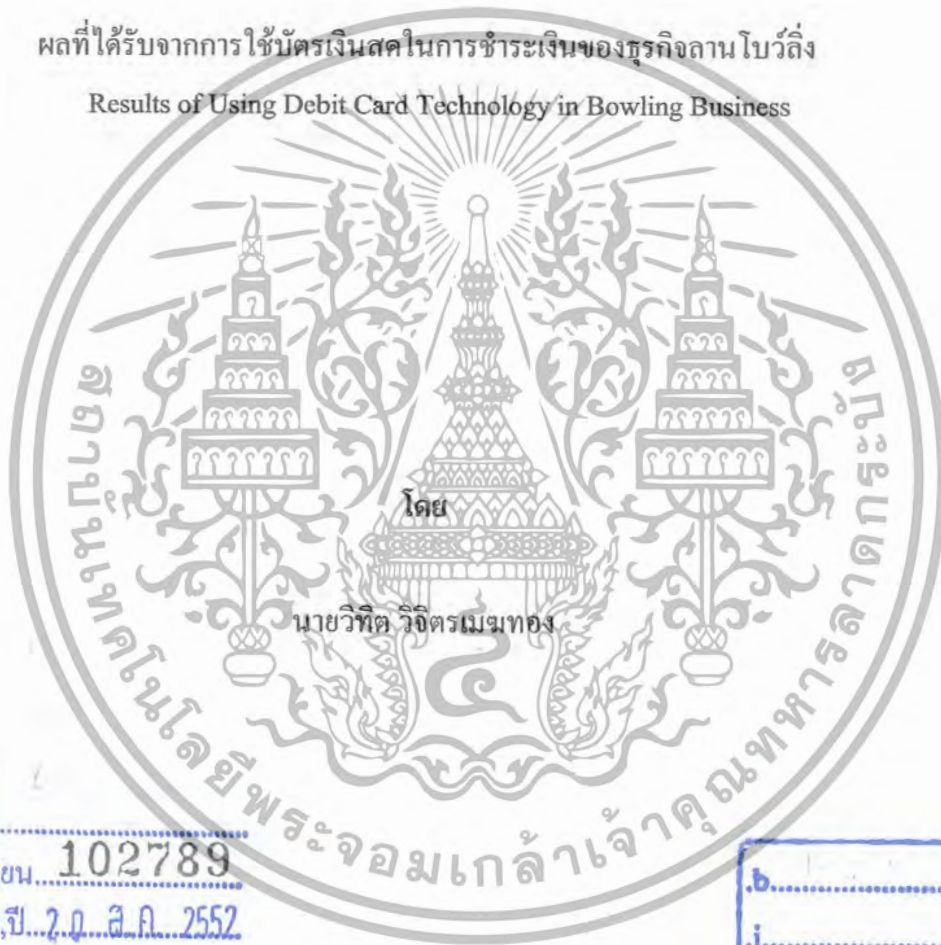 ผลที่ได้รับจากการใช้บัตรเงินสดในการชำระเงินของธุรกิจลานโบว์ลิ่ง
Results of Using Debit Card Technology in Bowling Business
โดย
นายวิทิต วิจิตรเมฆทอง
สถาบันเทคโนโลยีพระจอมเกล้าเจ้าคุณทหารลาดกระบัง
ยน. 102789
ปี 20 ส.ค. 2552
b.
i.